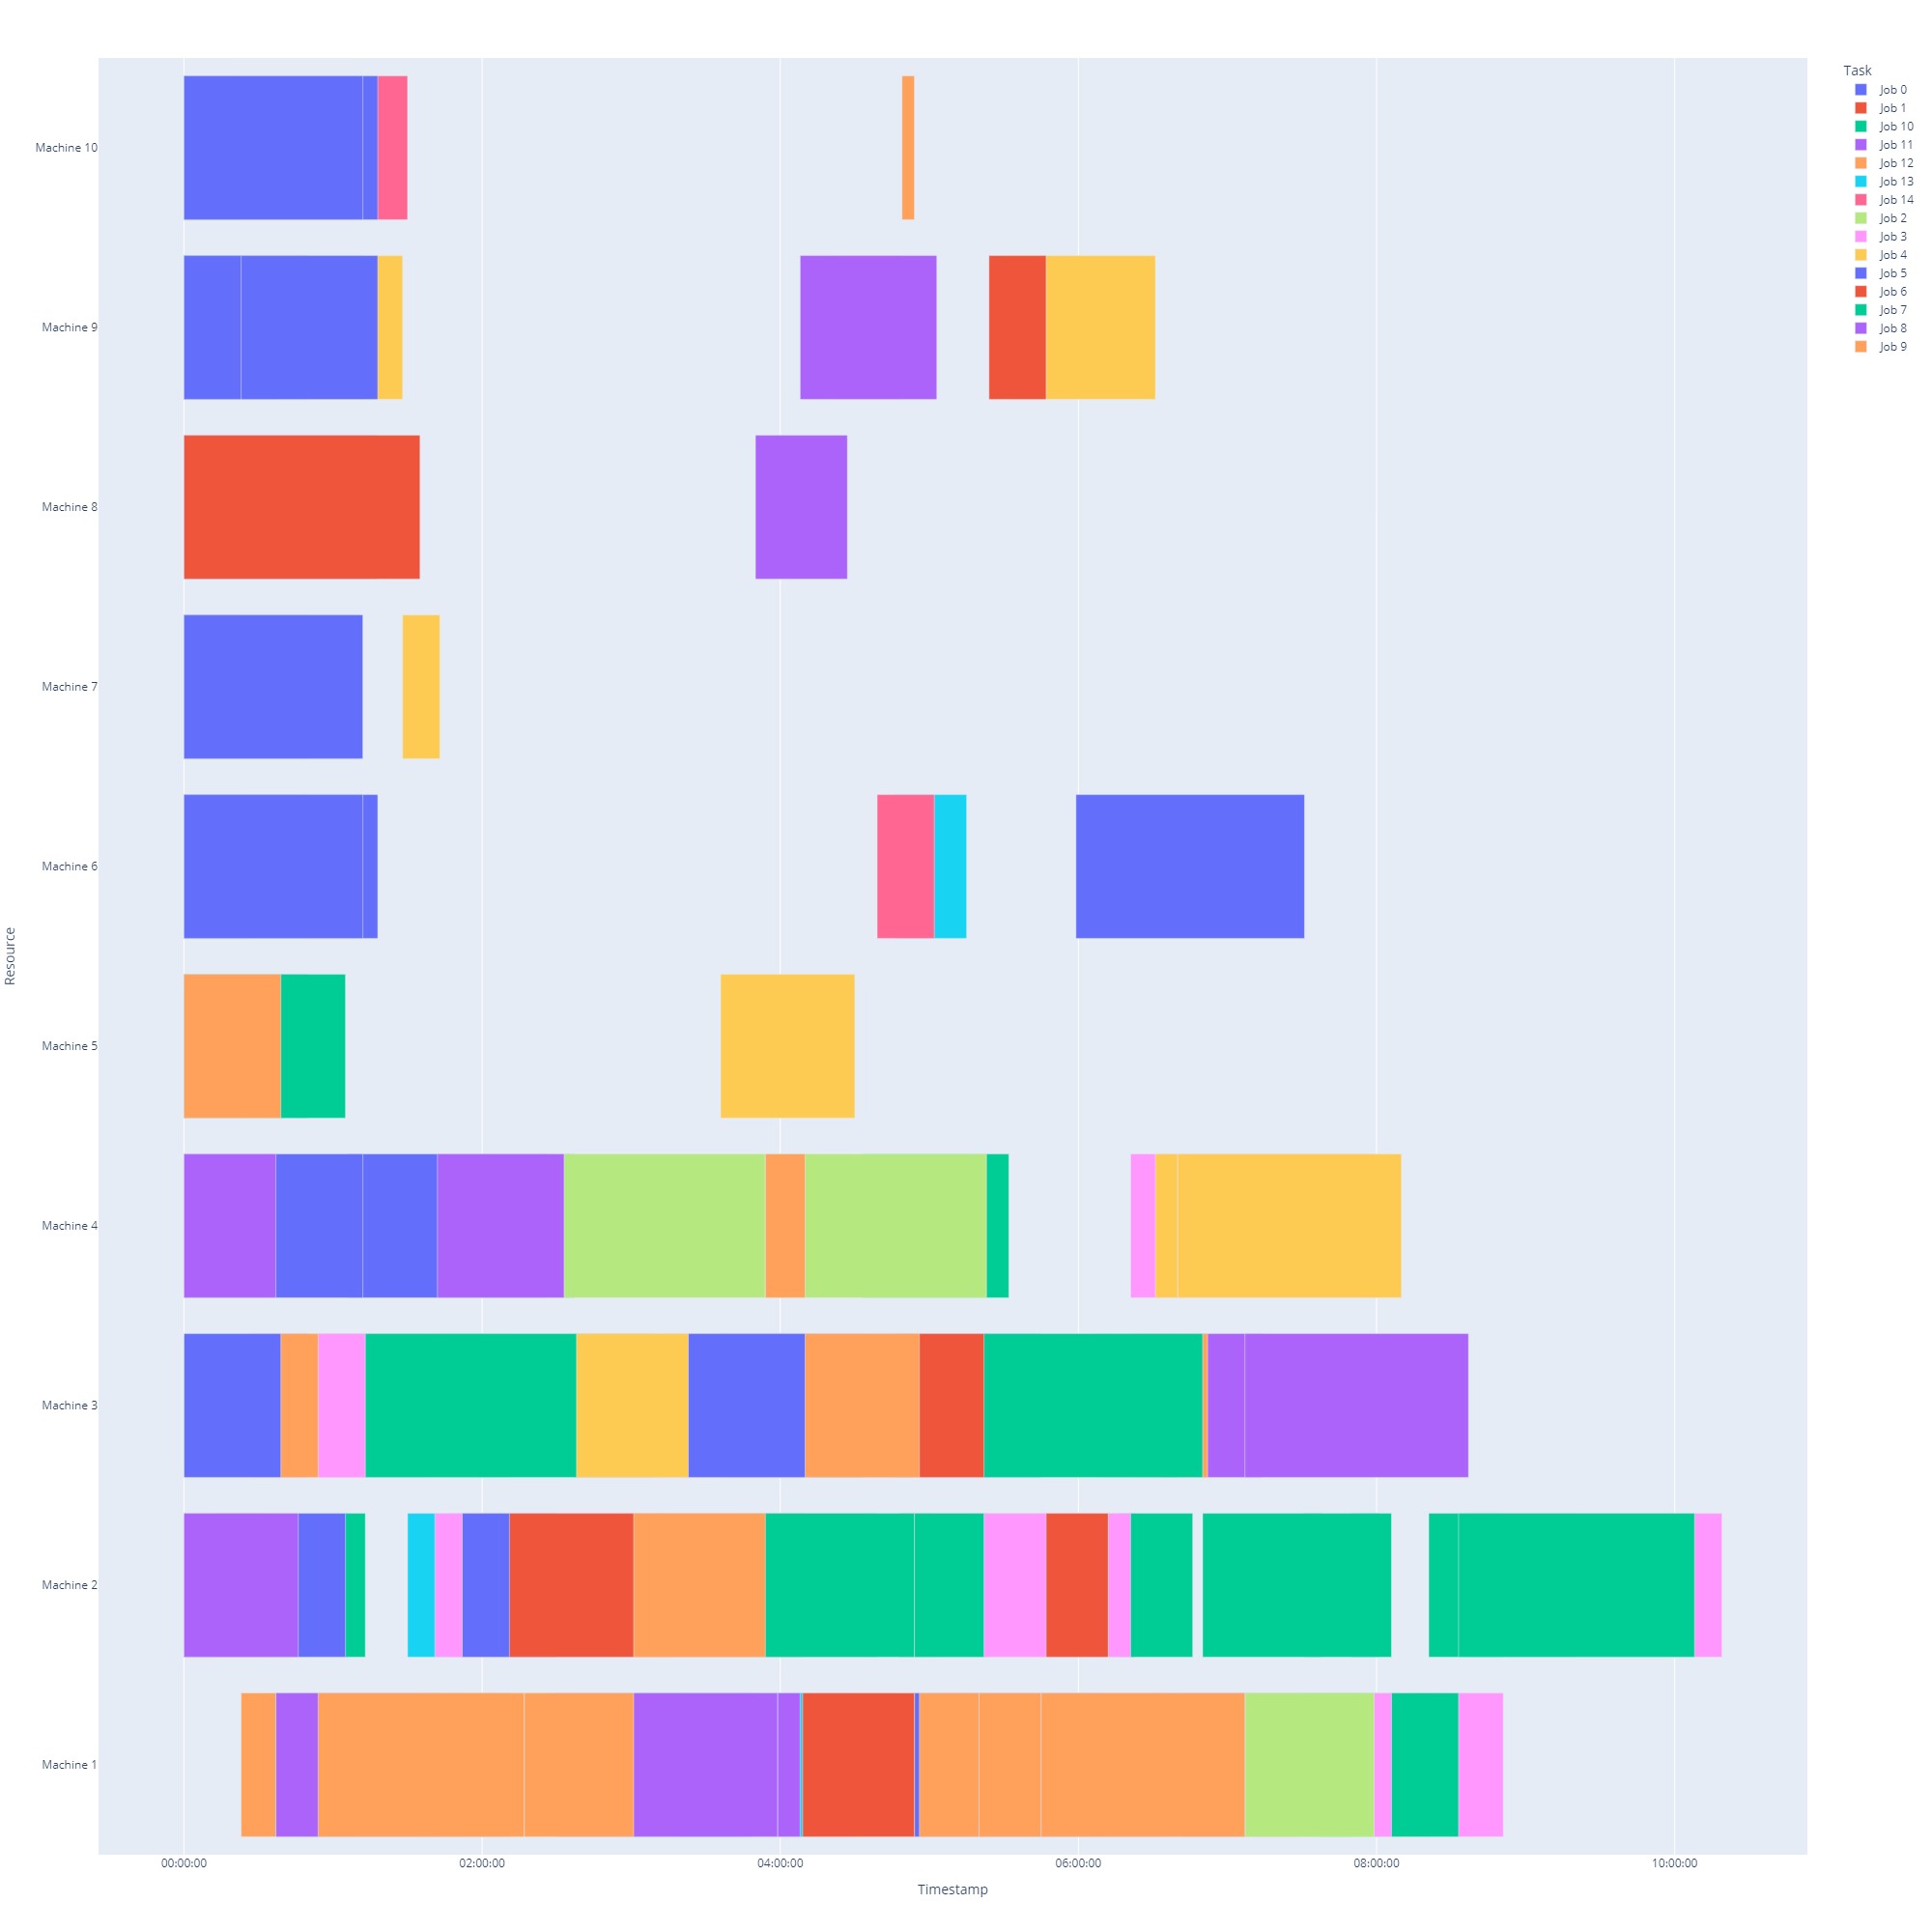 Task
Job 0
Job 1
Job 10
Job 11
Job 12
Job 13
Job 14
Job 2
Job 3
Job 4
Job 5
Job 6
Job 7
Job 8
Job 9
Machine 10
Machine 9
Machine 8
Machine 7
Machine 6
Machine 5
Machine 4
Machine 3
Machine 2
Machine 1
Resource
00:00:00 02:00:00 04:00:00 06:00:00 08:00:00 10:00:00
Timestamp